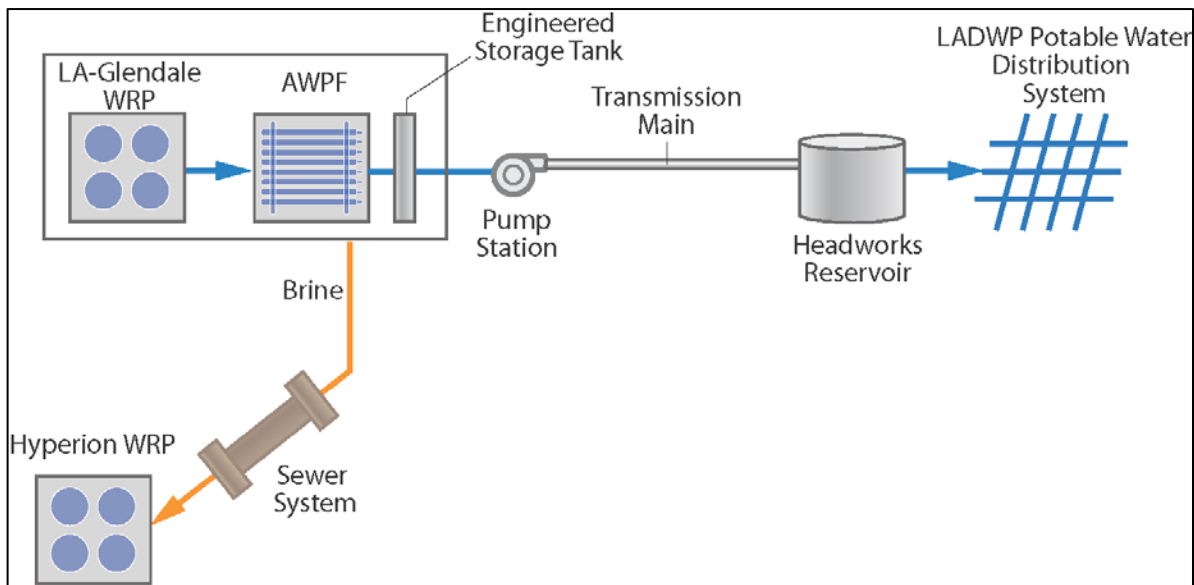 Engineered
Storage Tank
LADWP Potable Water
Distribution
System
LA-Glendale
WRP
AWPF
Transmission
Main
Pump
Station
Headworks
Reservoir
Brine
Hyperion WRP
Sewer
System